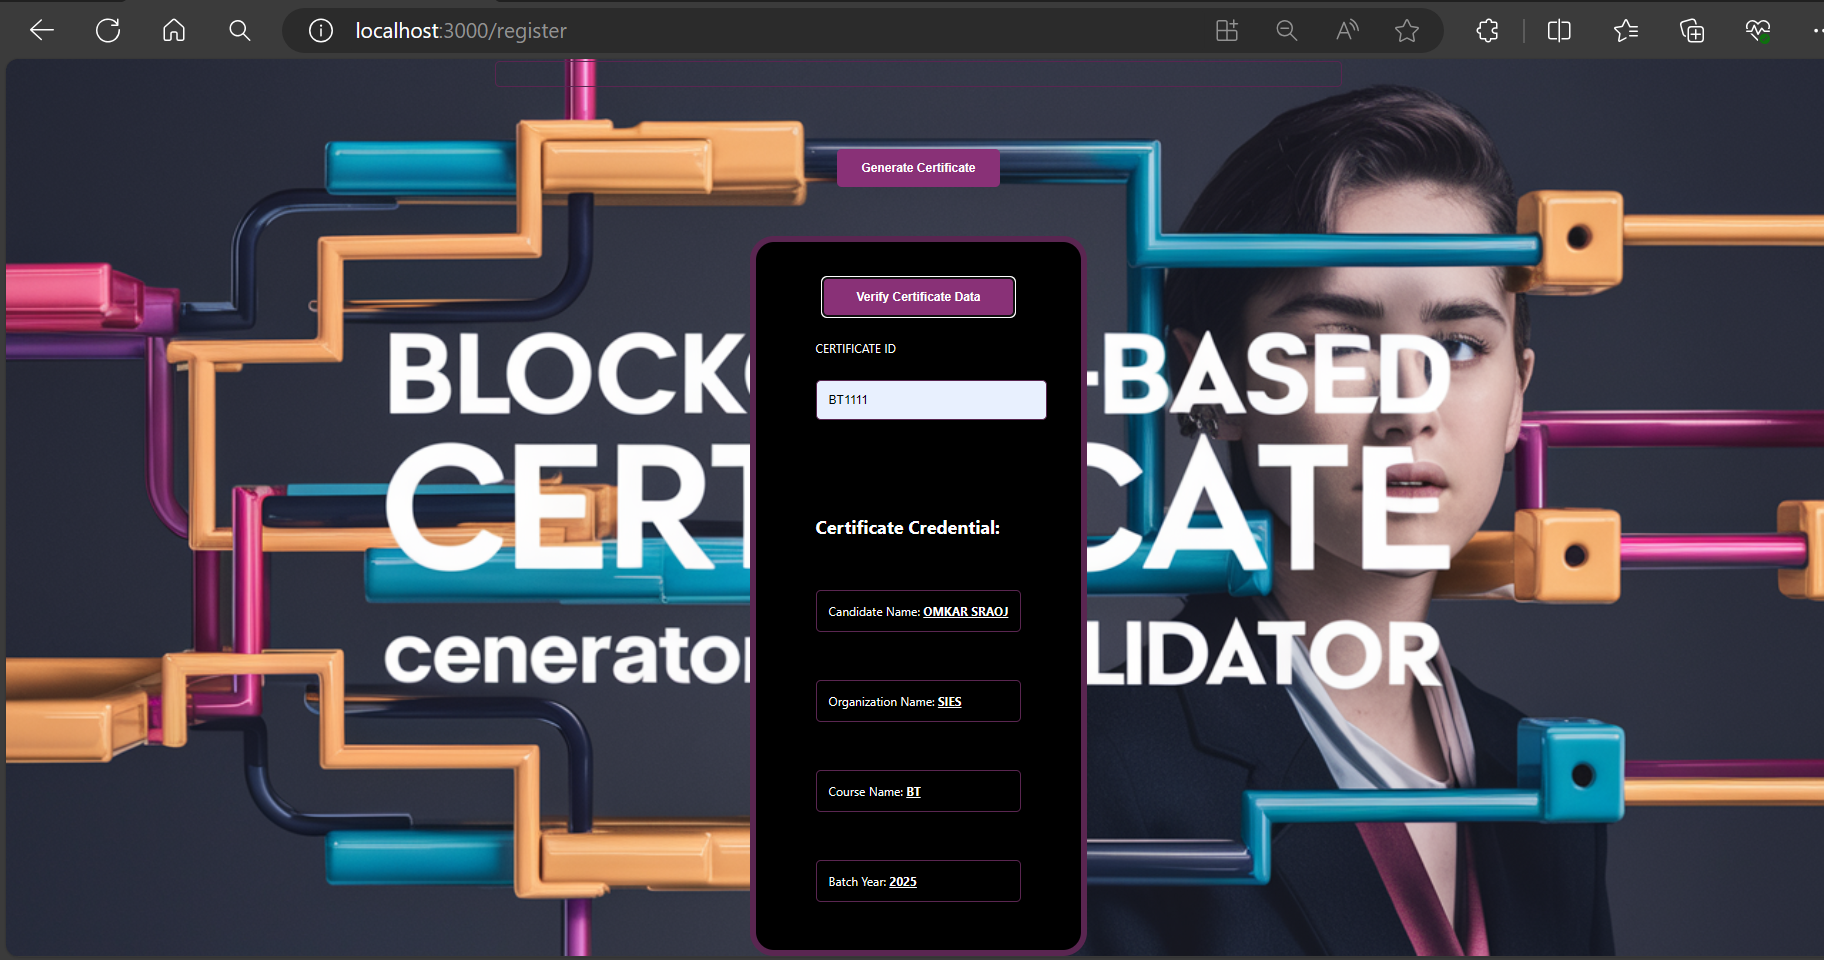 localhost:3000/register
Generate Certificate
Verify Certificate Data
CERTIFICATE ID
BT1111
BLOCK -BASED
CERT CATE
cenerator LIDATOR
Certificate Credential:
Candidate Name: OMKAR SRAOJ
Organization Name: SIES
Course Name: BT
Batch Year: 2025